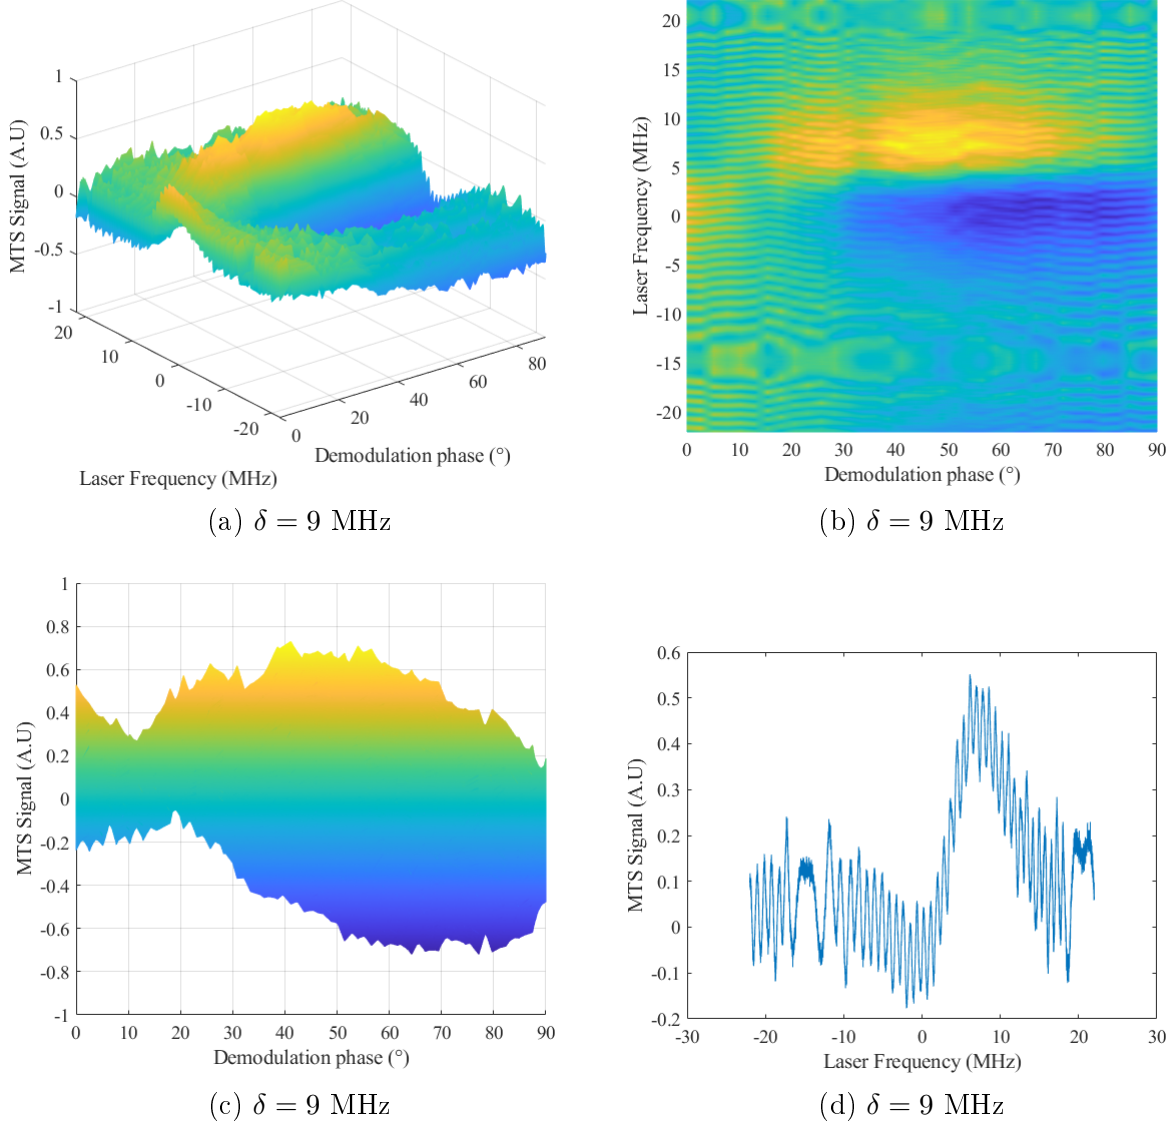 1
0.5
0
-0.5
-1
MTS Signal (A.U)
20
10
0
-10
-20
0
20
40
60
80
Laser Frequency (MHz)
Demodulation phase (°)
(a) δ = 9 MHz
20
15
10
5
0
-5
-10
-15
-20
Laser Frequency (MHz)
0 10 20 30 40 50 60 70 80 90
Demodulation phase (°)
(b) δ = 9 MHz
1
0.8
0.6
0.4
0.2
0
-0.2
-0.4
-0.6
-0.8
-1
MTS Signal (A.U)
0 10 20 30 40 50 60 70 80 90
Demodulation phase (°)
(c) δ = 9 MHz
0.6
0.5
0.4
0.3
0.2
0.1
0
-0.1
-0.2
MTS Signal (A.U)
-30 -20 -10 0 10 20 30
Laser Frequency (MHz)
(d) δ = 9 MHz